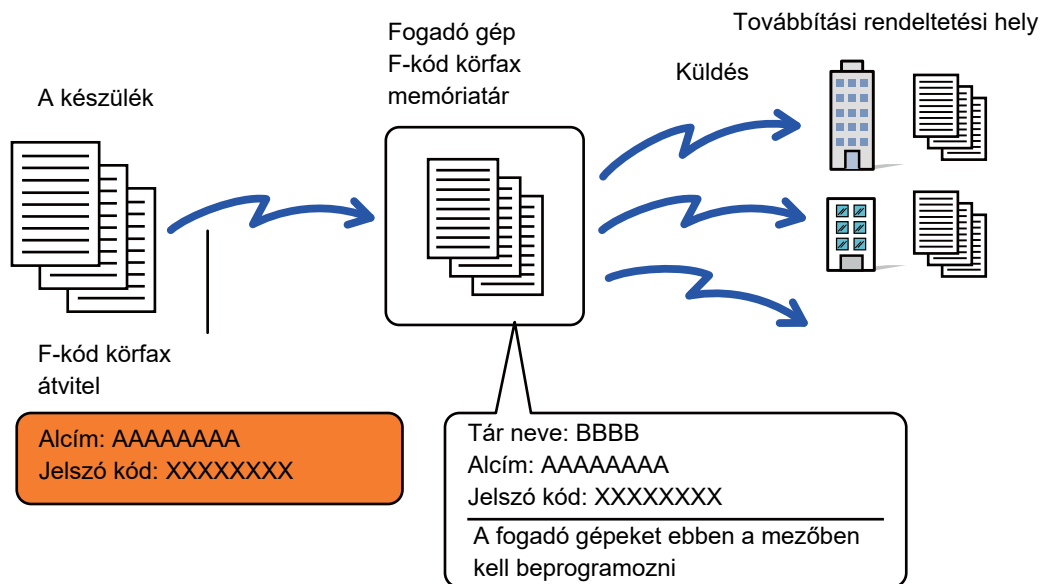 A készülék
Fogadó gép
F-kód körfax
memóriatár
Küldés
Továbbítási rendeltetési hely
F-kód körfax
átvitel
Alcím: AAAAAAAA
Jelszó kód: XXXXXXXX
Tár neve: BBBB
Alcím: AAAAAAAA
Jelszó kód: XXXXXXXX
A fogadó gépeket ebben a mezőben
kell beprogramozni